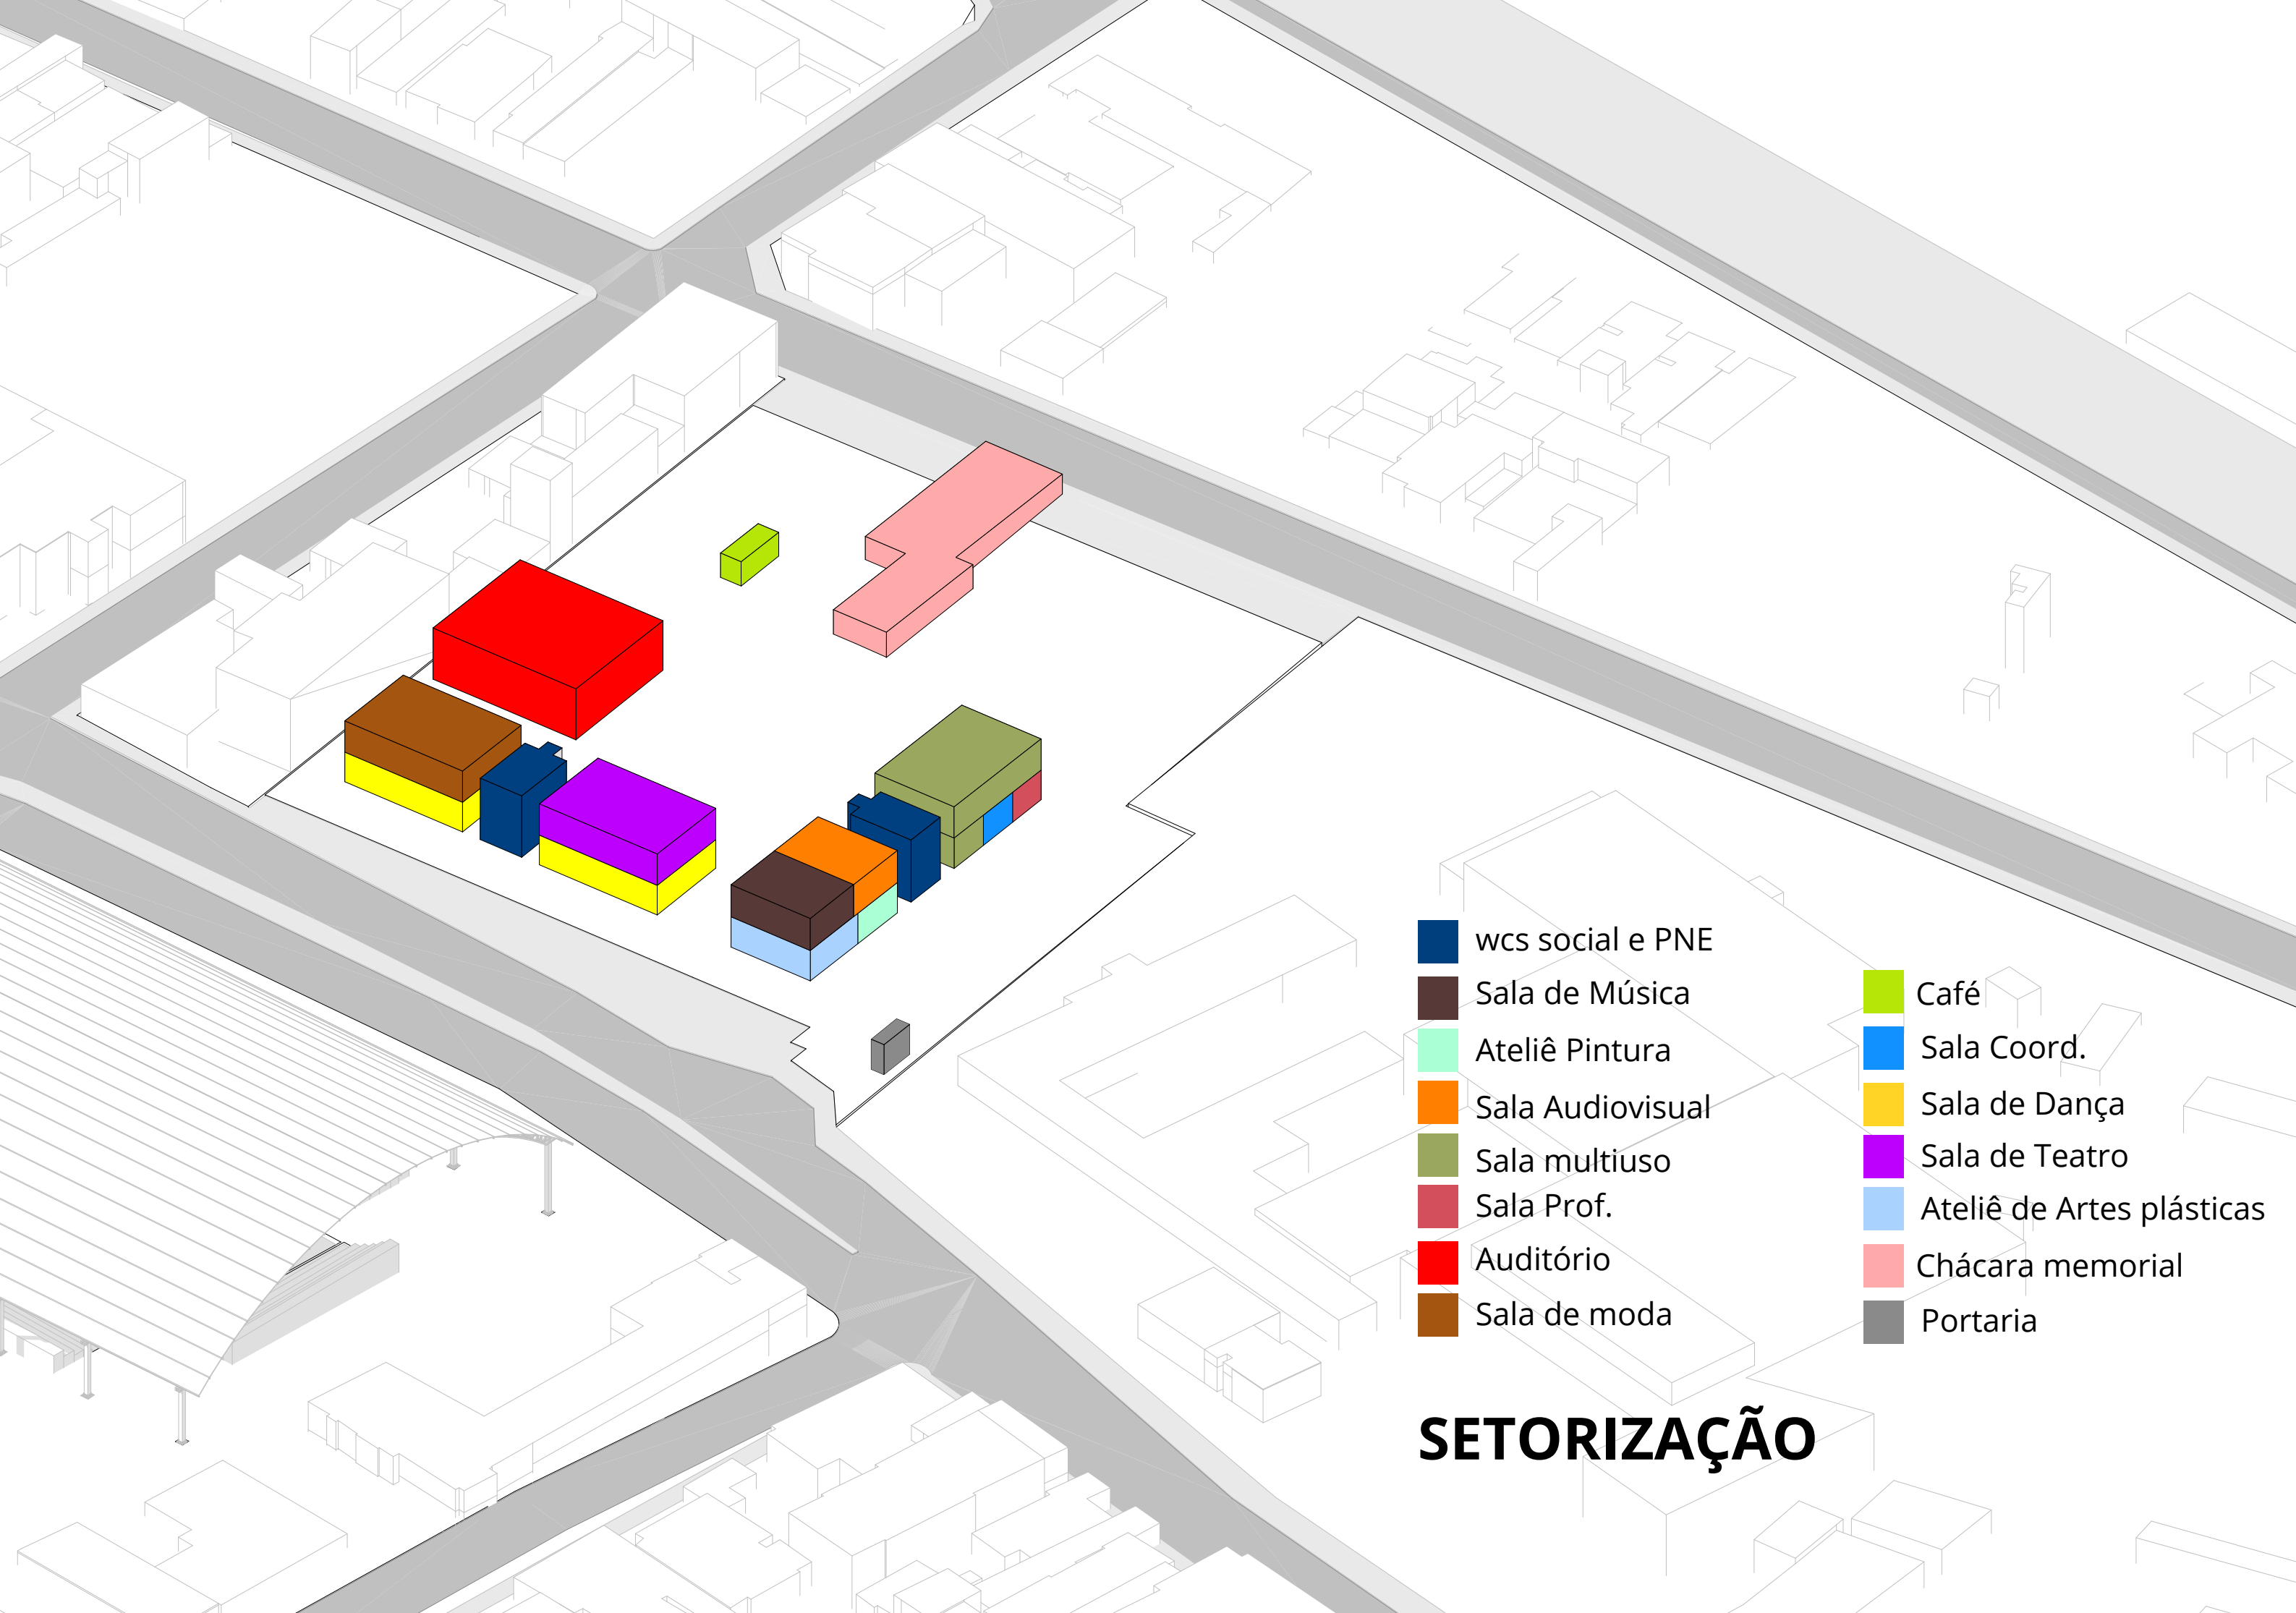 wcs social e PNE
Sala de Música
Ateliê Pintura
Sala Audiovisual
Sala multiuso
Sala Prof.
Auditório
Sala de moda
Café
Sala Coord.
Sala de Dança
Sala de Teatro
Ateliê de Artes plásticas
Chácara memorial
Portaria
SETORIZAÇÃO